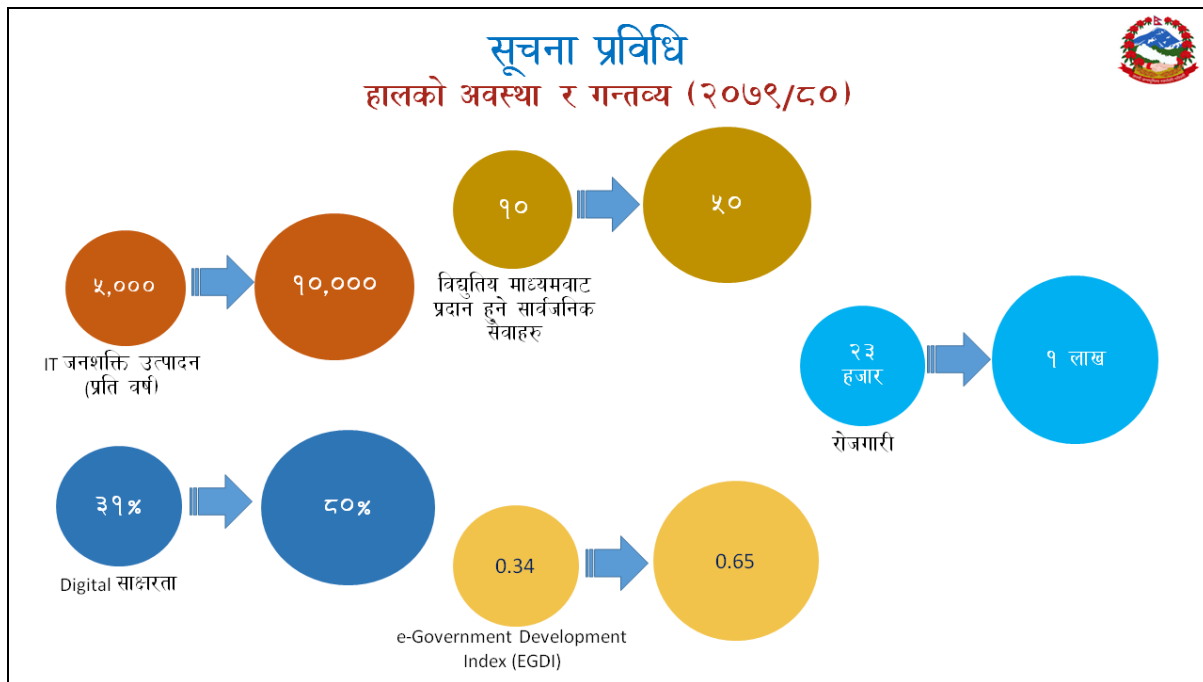 सूचना प्रविधि
हालको अवस्था र गन्तव्य (२०७९/८०)
५,०००
१०,०००
IT जनशक्ति उत्पादन
(प्रति वर्ष)
१०
५०
विद्युतिय माध्यमवाट
प्रदान हुने सार्वजनिक
सेवाहरु
२३
हजार
१ लाख
रोजगारी
३१%
८०%
Digital साक्षरता
0.34
0.65
e-Government Development
Index (EGDI)